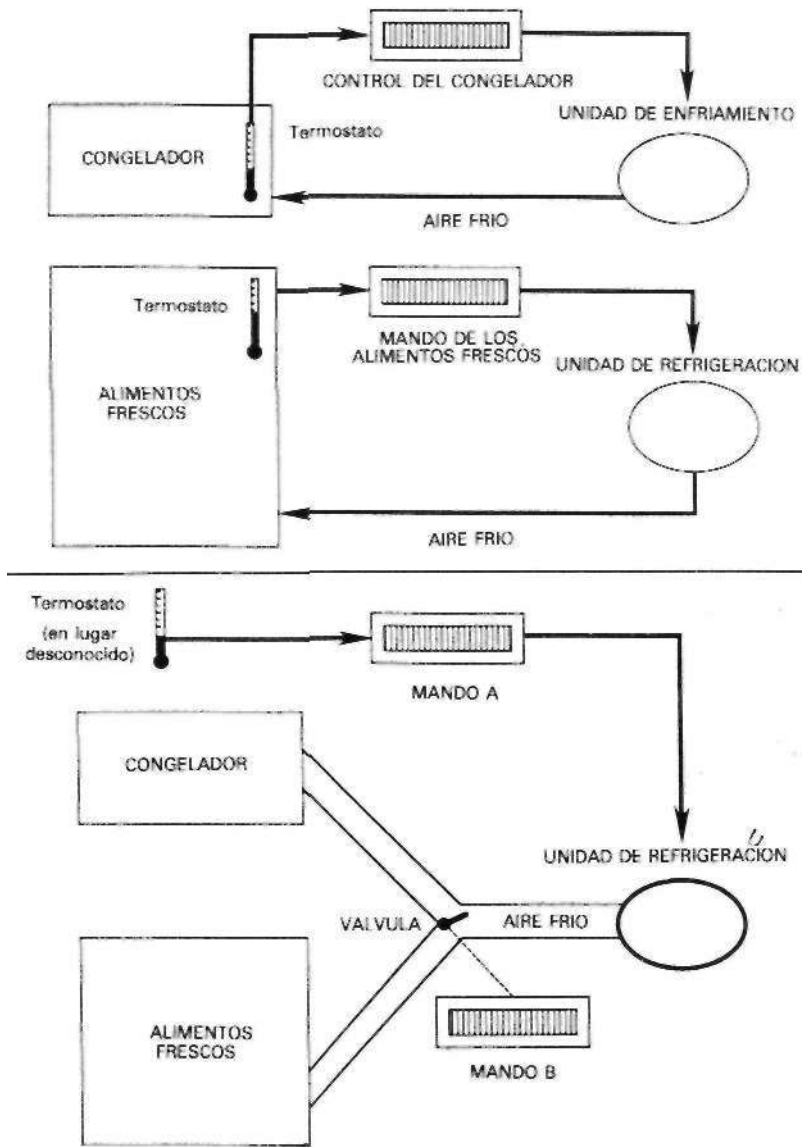 CONTROL DEL CONGELADOR
UNIDAD DE ENFRIAMIENTO
Termostato
CONGELADOR
AIRE FRIO
Termostato
MANDO DE LOS
ALIMENTOS FRESCOS
UNIDAD DE REFRIGERACION
ALIMENTOS
FRESCOS
AIRE FRIO
Termostato
(en lugar
desconocido)
MANDO A
CONGELADOR
UNIDAD DE REFRIGERACION
VALVULA
AIRE FRIO
ALIMENTOS
FRESCOS
MANDO B